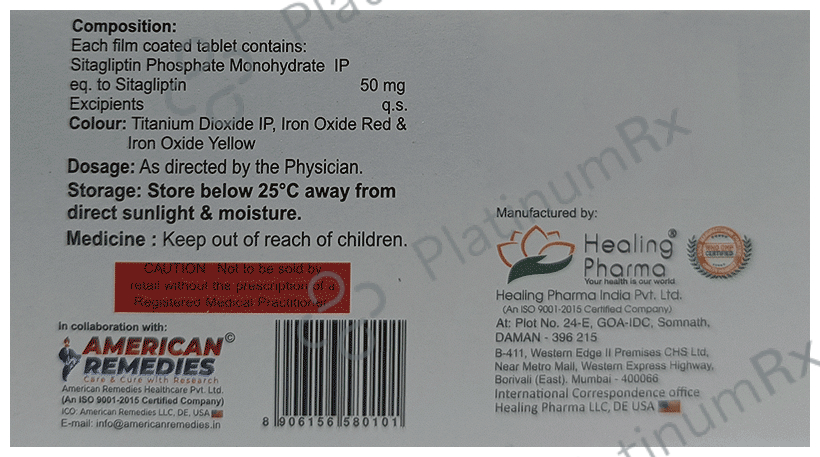 Composition:
Each film coated tablet contains:
Sitagliptin Phosphate Monohydrate IP
eq. to Sitagliptin 50 mg
Excipients q.s.
Colour: Titanium Dioxide IP, Iron Oxide Red &
Iron Oxide Yellow
Dosage: As directed by the Physician.
Storage: Store below 25°C away from
direct sunlight & moisture.
Medicine : Keep out of reach of children.
CAUTION Not to be sold by
retail without the prescription of a
Registered Medical Practitioner
in collaboration with:
AMERICAN ©
REMEDIES
Care & Cure with Research
American Remedies Healthcare Pvt. Ltd.
(An ISO 9001-2015 Certified Company)
ICO: American Remedies LLC, DE, USA
E-mail: info@americanremedies.in
8 906156 580101
Manufactured by:
Healing ®
Pharma
Your health is our world
Healing Pharma India Pvt. Ltd.
(An ISO 9001-2015 Certified Company)
At: Plot No. 24-E, GOA-IDC, Somnath,
DAMAN - 396 215
B-411, Western Edge II Premises CHS Ltd,
Near Metro Mall, Western Express Highway,
Borivali (East). Mumbai - 400066
International Correspondence office
Healing Pharma LLC, DE USA
PlatinumRx
PlatinumRx
PlatinumRx